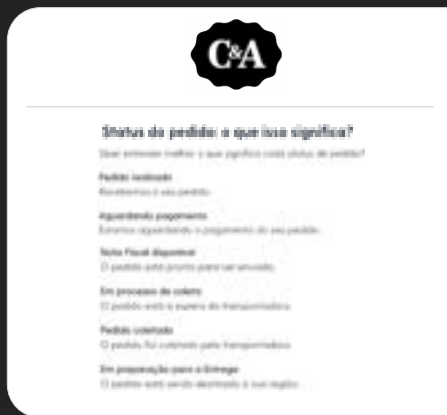 C&A
Status do pedido: o que isso significa?
Quer entender melhor o que significa cada status de pedido?
Pedido realizado
Recebemos o seu pedido.
Aguardando pagamento
Estamos aguardando o pagamento do seu pedido.
Nota Fiscal disponível
O pedido está pronto para ser enviado.
Em processo de coleta
O pedido está à espera da transportadora.
Pedido coletado
O pedido foi coletado pela transportadora.
Em preparação para a Entrega
O pedido está sendo destinado à sua região.